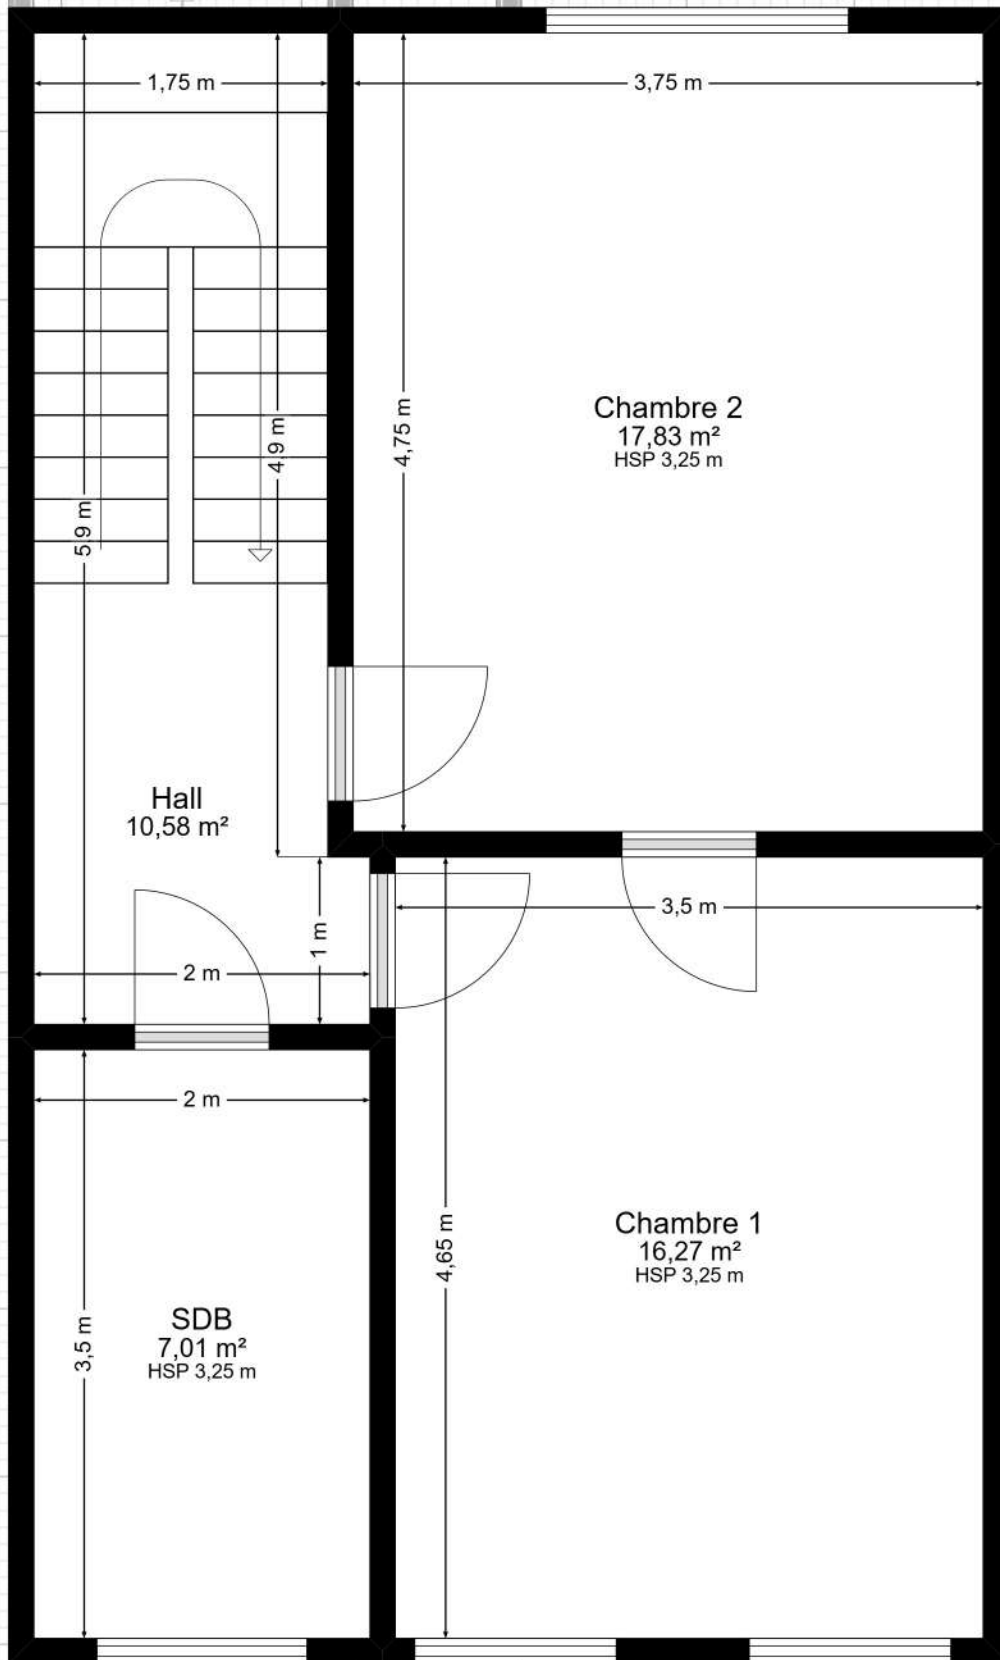 1,75 m
3,75 m
4,9 m
4,75 m
5,9 m
Chambre 2
17,83 m²
HSP 3,25 m
Hall
10,58 m²
3,5 m
1 m
2 m
2 m
4,65 m
Chambre 1
16,27 m²
HSP 3,25 m
3,5 m
SDB
7,01 m²
HSP 3,25 m